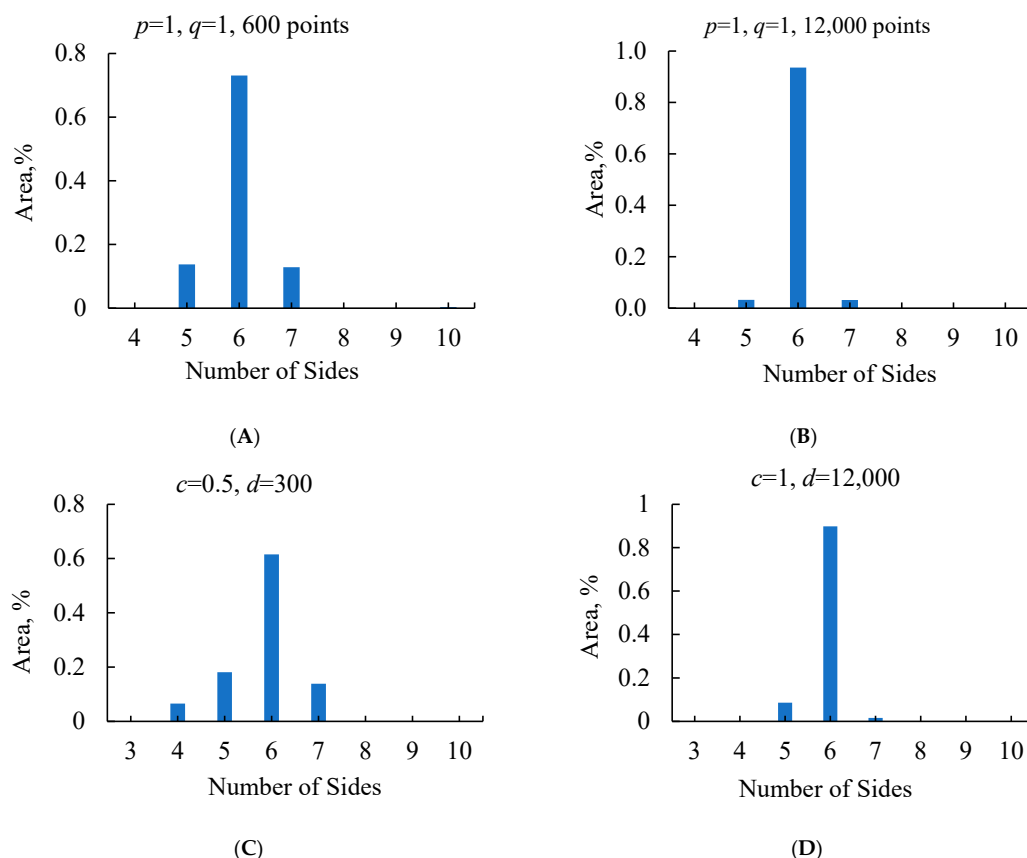 p=1, q=1, 600 points
0.8
0.6
0.4
0.2
0
Area,%
4 5 6 7 8 9 10
Number of Sides
(A)
p=1, q=1, 12,000 points
1.0
0.8
0.6
0.4
0.2
0.0
Area,%
4 5 6 7 8 9 10
Number of Sides
(B)
c=0.5, d=300
0.8
0.6
0.4
0.2
0
Area, %
3 4 5 6 7 8 9 10
Number of Sides
(C)
c=1, d=12,000
1
0.8
0.6
0.4
0.2
0
Area, %
3 4 5 6 7 8 9 10
Number of Sides
(D)